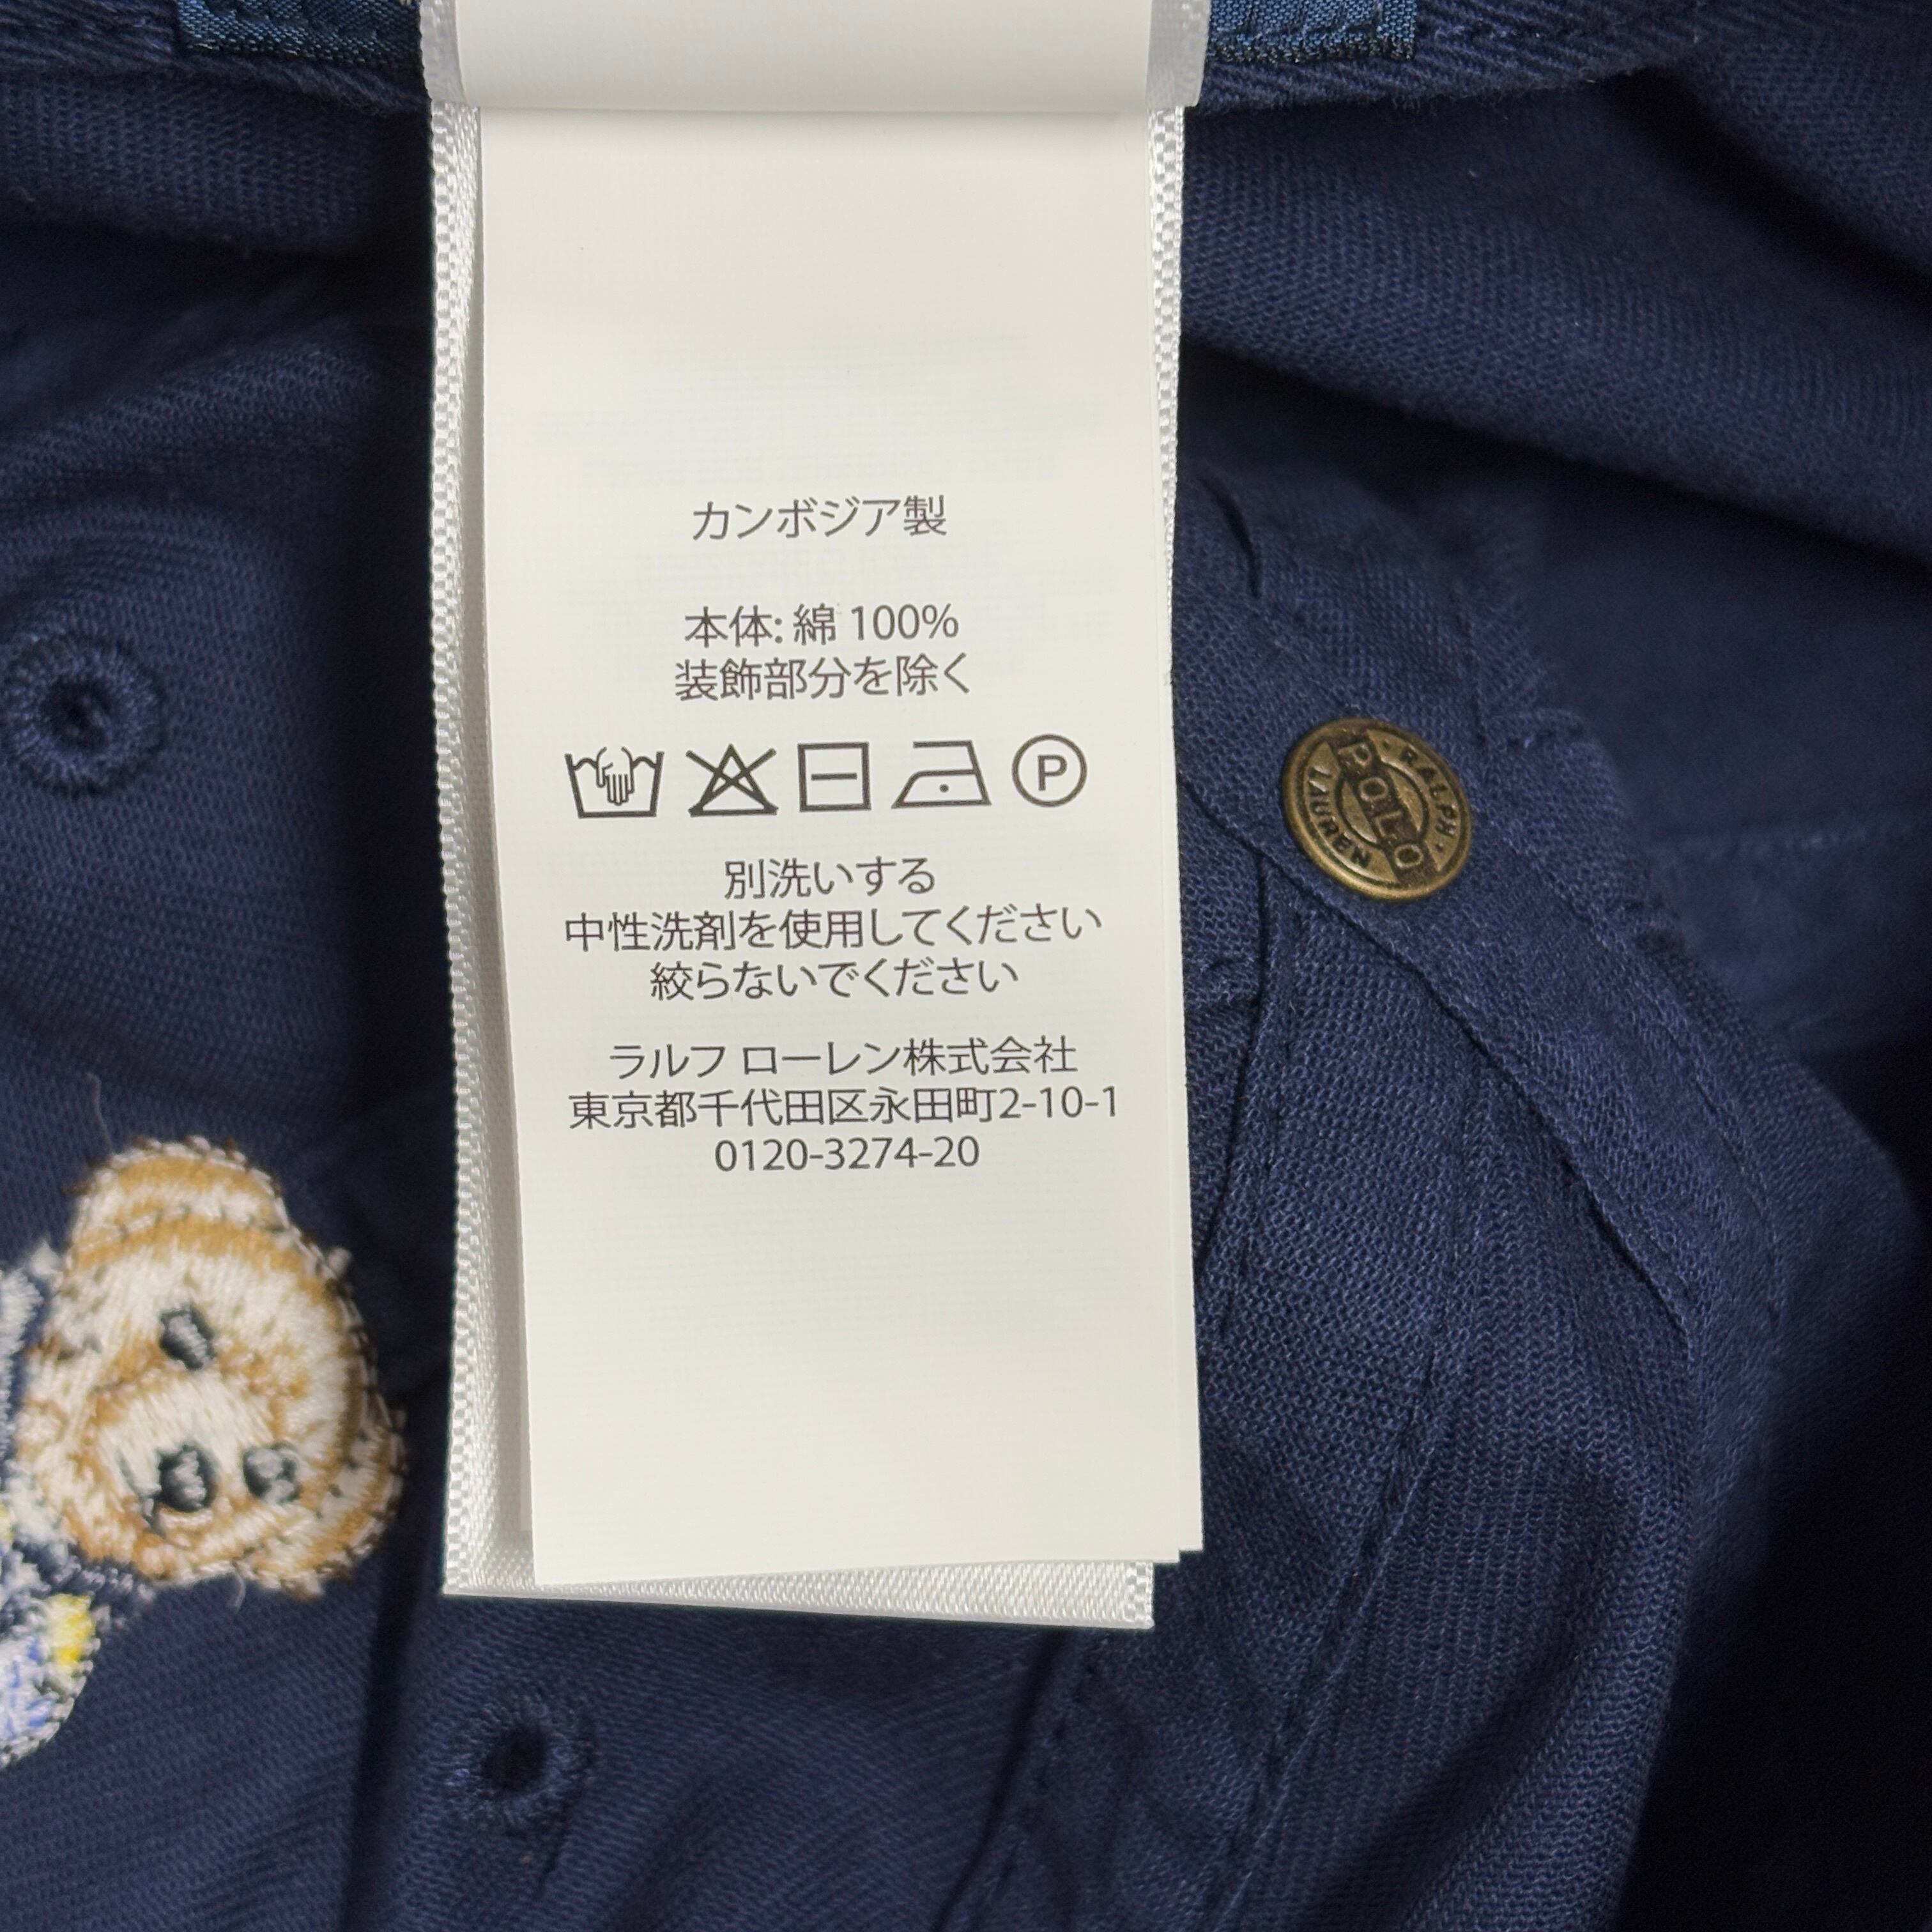 カンボジア製
本体: 綿 100%
装飾部分を除く
P
別洗いする
中性洗剤を使用してください
絞らないでください
ラルフ ローレン株式会社
東京都千代田区永田町2-10-1
0120-3274-20
POLO
RALPH
LAUREN